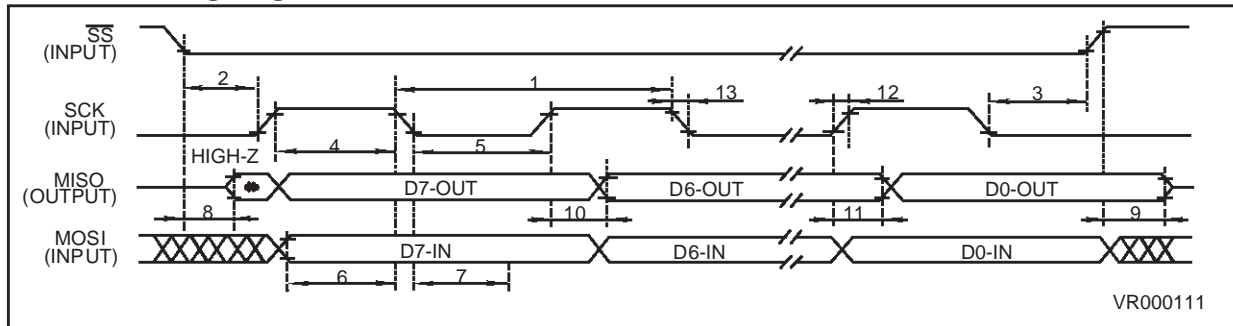 SS
(INPUT)
2
1
13
12
3
SCK
(INPUT)
4
5
HIGH-Z
MISO
(OUTPUT)
D7-OUT
D6-OUT
D0-OUT
8
10
11
9
MOSI
(INPUT)
D7-IN
D6-IN
D0-IN
6
7
VR000111